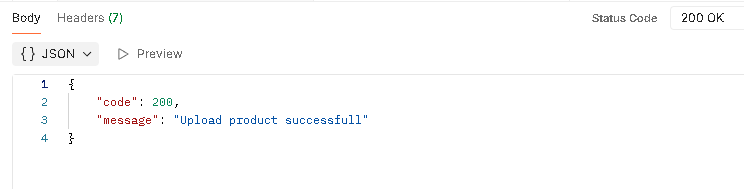 Body Headers (7) Status Code 200 OK
{} JSON Preview
1 {
2 "code": 200,
3 "message": "Upload product successfull"
4 }